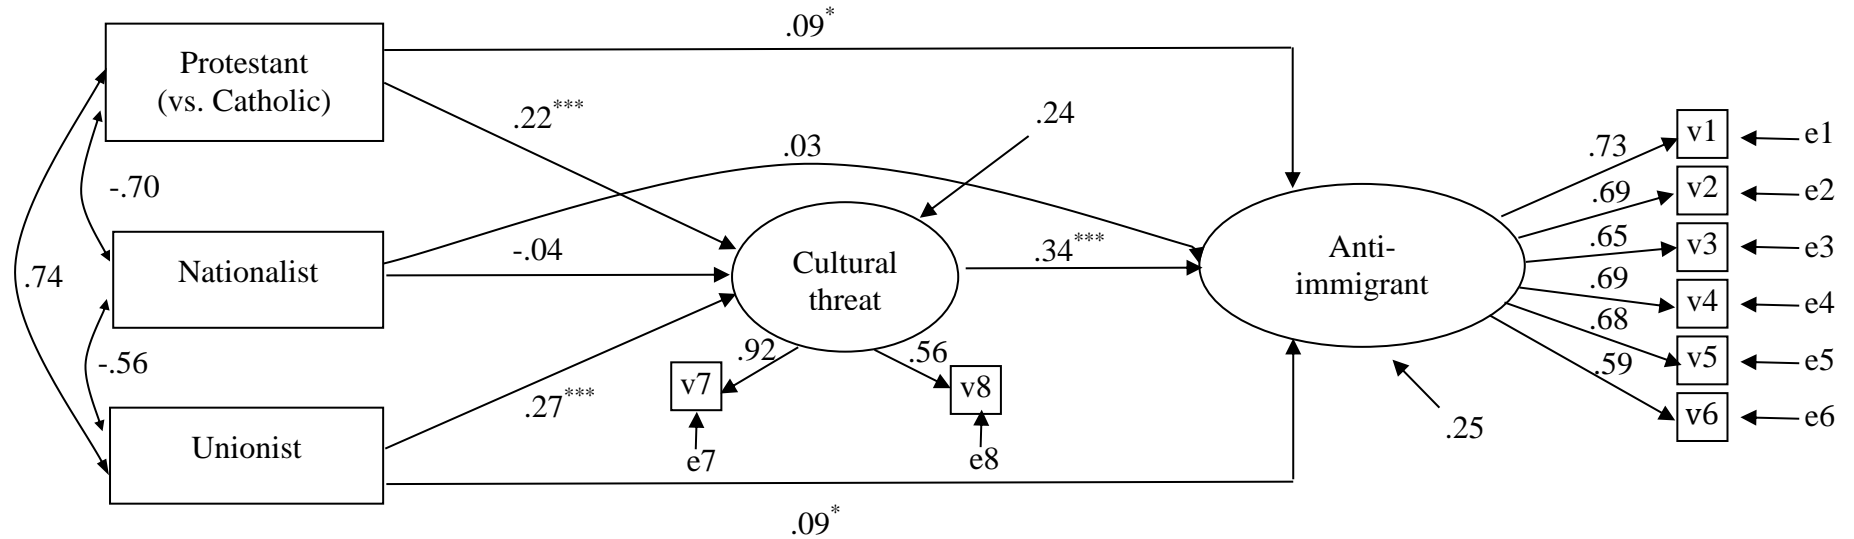 .09*
Protestant
(vs. Catholic)
.22***
.24
.03
-.70
.73
v1
e1
.69
v2
e2
.65
v3
e3
Nationalist
-.04
Cultural
threat
.34***
Anti-
immigrant
.74
.69
v4
e4
.68
v5
e5
-.56
.92
.56
.59
v7
v8
v6
e6
.27***
.25
Unionist
e7
e8
.09*